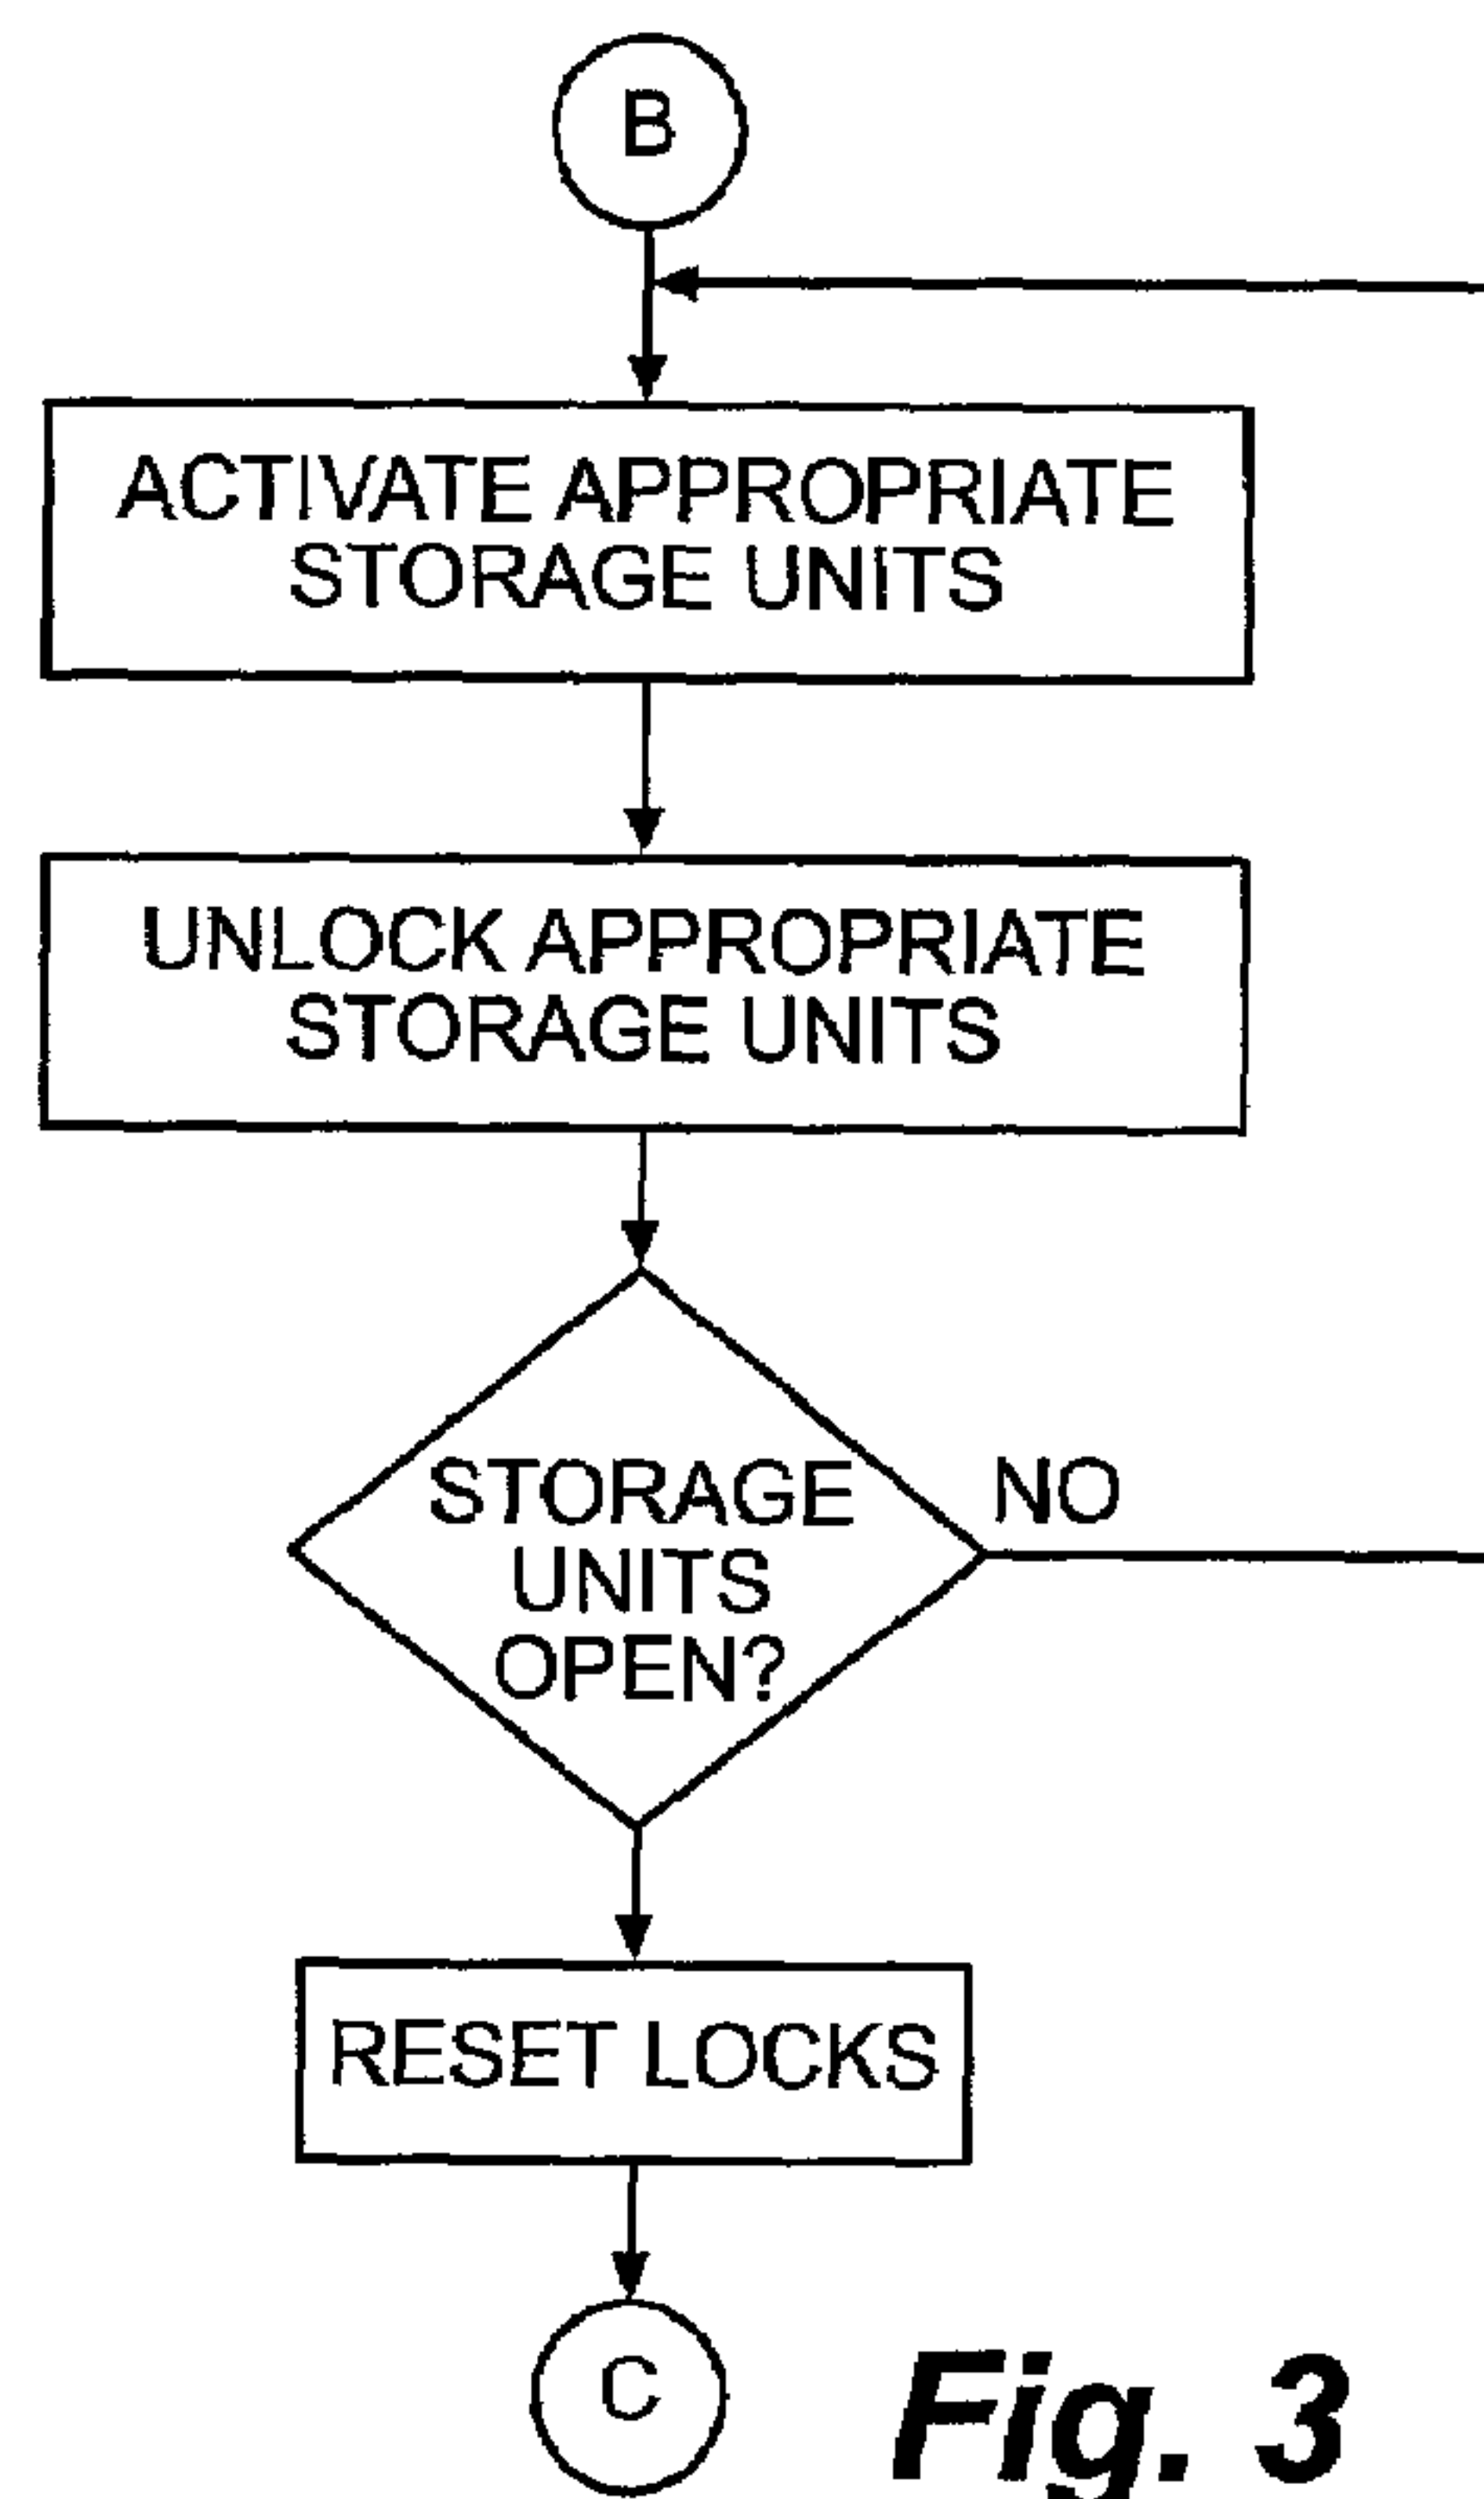 B
ACTIVATE APPROPRIATE
STORAGE UNITS
UNLOCK APPROPRIATE
STORAGE UNITS
STORAGE
UNITS
OPEN?
NO
RESET LOCKS
C
Fig. 3